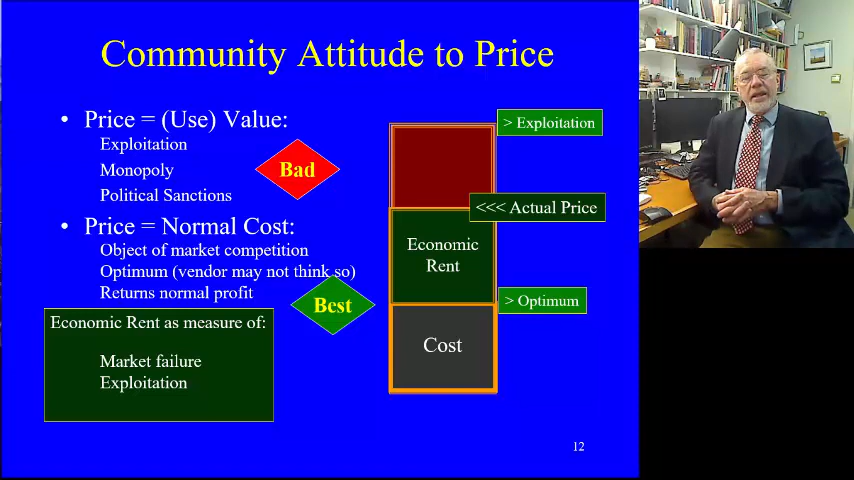 Community Attitude to Price
• Price = (Use) Value:
Exploitation
Monopoly
Political Sanctions
Bad
• Price = Normal Cost:
Object of market competition
Optimum (vendor may not think so)
Returns normal profit
Best
Economic Rent as measure of:
Market failure
Exploitation
> Exploitation
<<< Actual Price
Economic
Rent
> Optimum
Cost
12